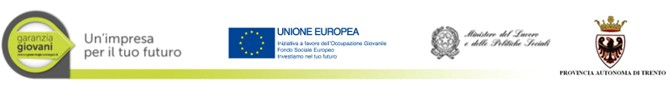 garanzia
giovani
Un'impresa
per il tuo futuro
UNIONE EUROPEA
Iniziativa a favore dell'Occupazione Giovanile
Fondo Sociale Europeo
Investiamo nel tuo futuro
Ministero del Lavoro
e delle Politiche Sociali
PROVINCIA AUTONOMA DI TRENTO